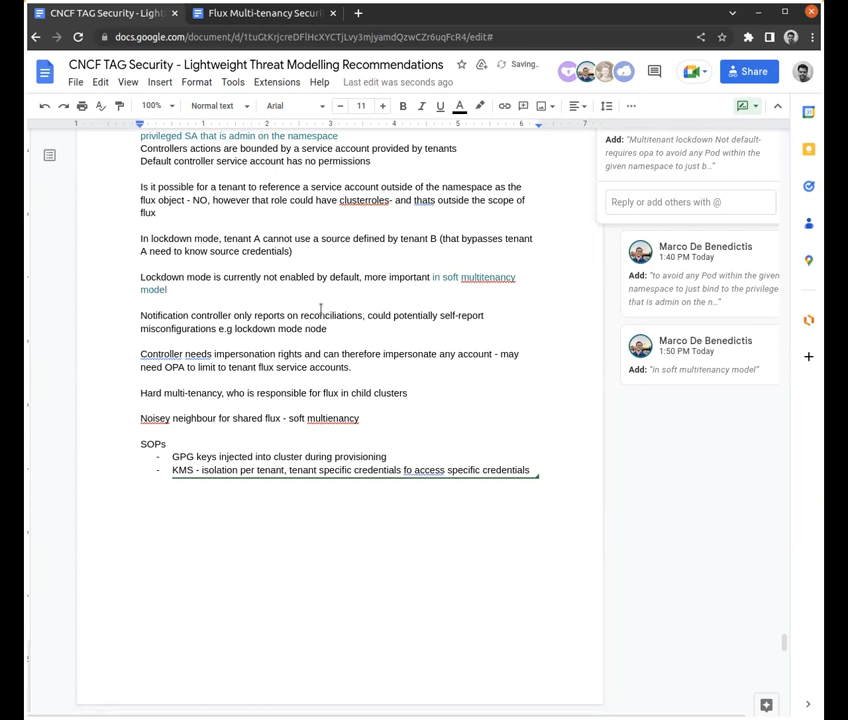 CNCF TAG Security - Light
Flux Multi-tenancy Securi
docs.google.com/document/d/1tuGtKrjcreDFlHcXYCTjLvy3mjyamdQzwCZr6uqFcR4/edit#
CNCF TAG Security - Lightweight Threat Modelling Recommendations
Saving...
Share
File Edit View Insert Format Tools Extensions Help Last edit was seconds ago
100% Normal text Arial 11 B I U A
1 1 2 3 4 5 6 7
privileged SA that is admin on the namespace
Controllers actions are bounded by a service account provided by tenants
Default controller service account has no permissions
Is it possible for a tenant to reference a service account outside of the namespace as the
flux object - NO, however that role could have clusterroles- and thats outside the scope of
flux
In lockdown mode, tenant A cannot use a source defined by tenant B (that bypasses tenant
A need to know source credentials)
Lockdown mode is currently not enabled by default, more important in soft multitenancy
model
Notification controller only reports on reconciliations, could potentially self-report
misconfigurations e.g lockdown mode node
Controller needs impersonation rights and can therefore impersonate any account - may
need OPA to limit to tenant flux service accounts.
Hard multi-tenancy, who is responsible for flux in child clusters
Noisey neighbour for shared flux - soft multienancy
SOPs
- GPG keys injected into cluster during provisioning
- KMS - isolation per tenant, tenant specific credentials fo access specific credentials
Add: "Multitenant lockdown Not default-
requires opa to avoid any Pod within the
given namespace to just b..."
Reply or add others with @
Marco De Benedictis
1:40 PM Today
Add: "to avoid any Pod within the given
namespace to just bind to the privilege
that is admin on the n..."
Marco De Benedictis
1:50 PM Today
Add: "in soft multitenancy model"